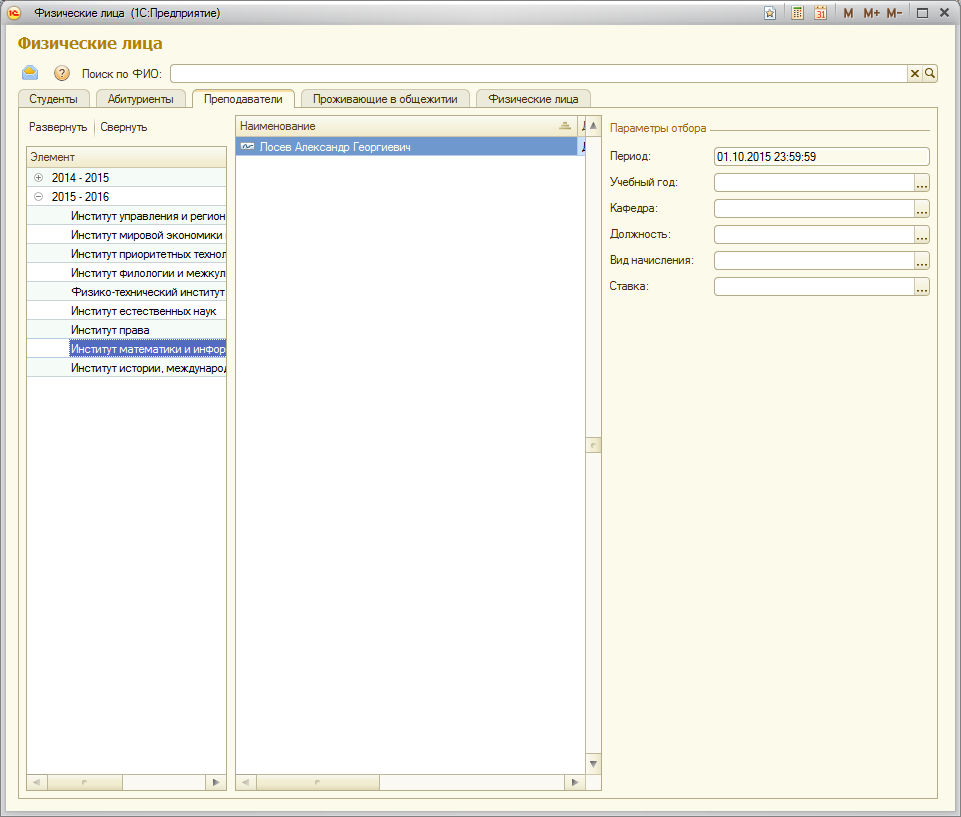 Физические лица (1С:Предприятие)
31 M M+ M-
Физические лица
Поиск по ФИО:
Студенты Абитуриенты Преподаватели Проживающие в общежитии Физические лица
Развернуть Свернуть
Элемент
2014 - 2015
2015 - 2016
Институт управления и регион
Институт мировой экономики
Институт приоритетных технол
Институт филологии и межкул
Физико-технический институт
Институт естественных наук
Институт права
Институт математики и инфор
Институт истории, международ
Наименование
Лосев Александр Георгиевич
Параметры отбора
Период: 01.10.2015 23:59:59
Учебный год: ...
Кафедра: ...
Должность: ...
Вид начисления: ...
Ставка: ...